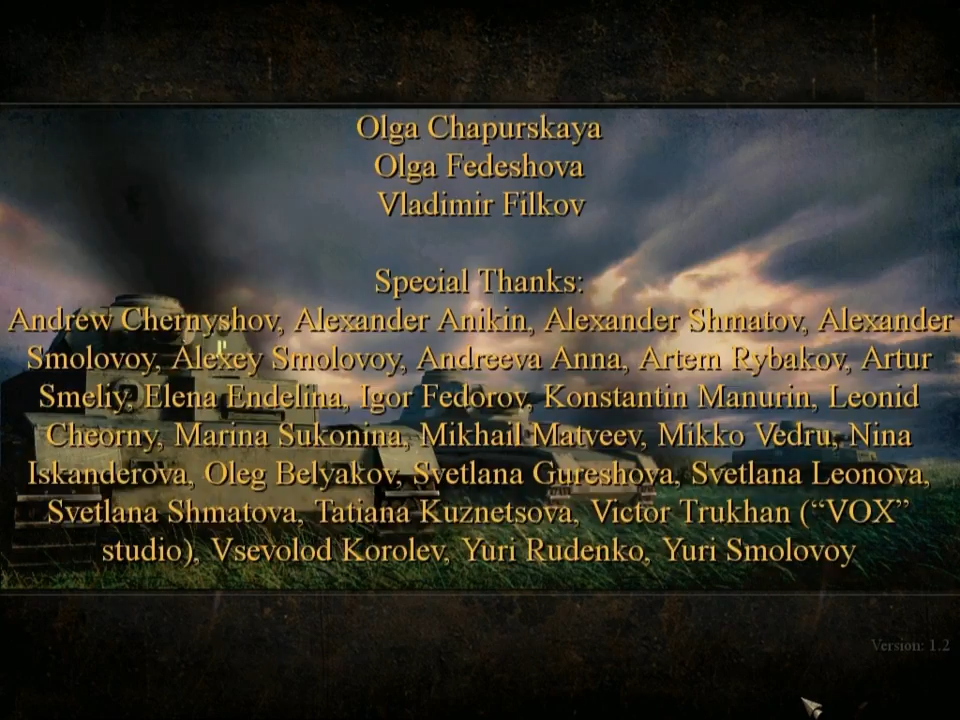 Olga Chapurskaya
Olga Fedeshova
Vladimir Filkov
Special Thanks:
Andrew Chernyshov, Alexander Anikin, Alexander Shmatov, Alexander
Smolovoy, Alexey Smolovoy, Andreeva Anna, Artem Rybakov, Artur
Smeliy, Elena Endelina, Igor Fedorov, Konstantin Manurin, Leonid
Cheorny, Marina Sukonina, Mikhail Matveev, Mikko Vedru, Nina
Iskanderova, Oleg Belyakov, Svetlana Gureshova, Svetlana Leonova,
Svetlana Shmatova, Tatiana Kuznetsova, Victor Trukhan (“VOX”
studio), Vsevolod Korolev, Yuri Rudenko, Yuri Smolovoy
Version: 1.2